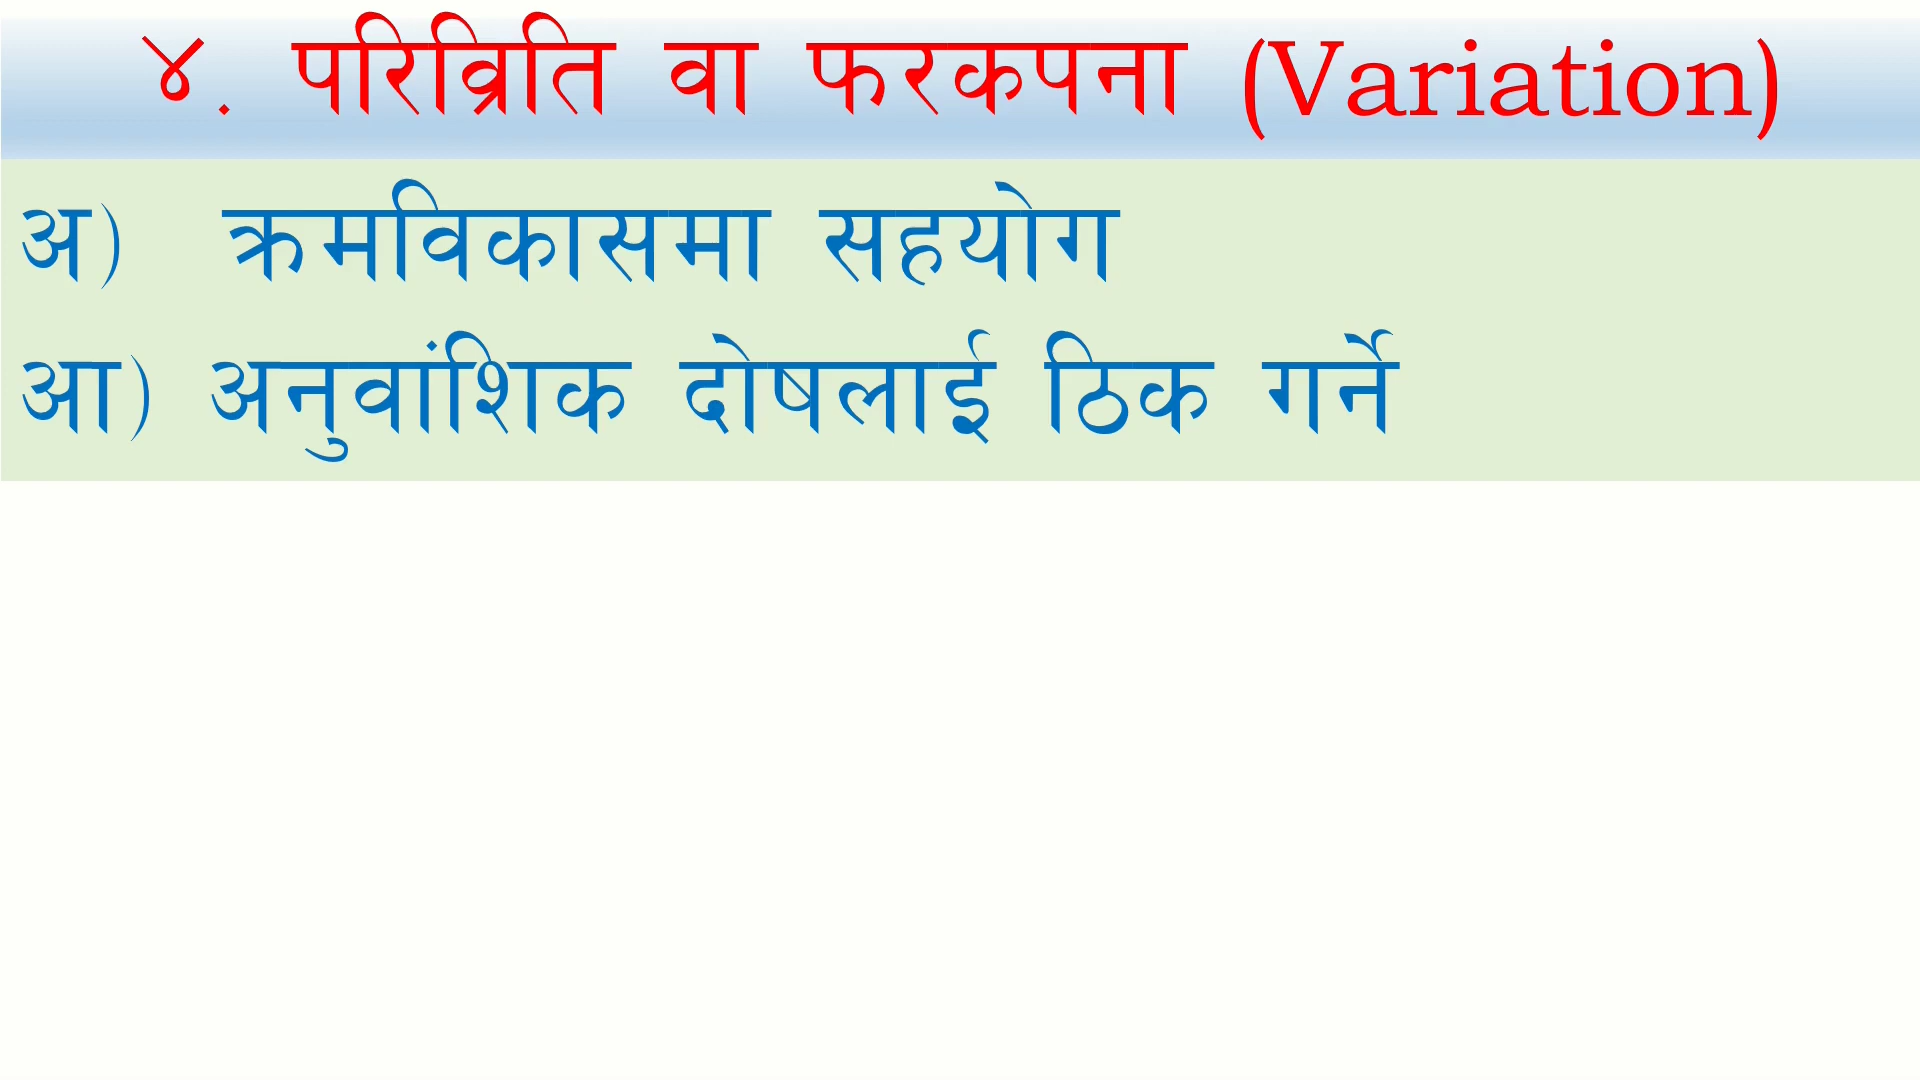 ४. परिव्रिति वा फरकपना (Variation)
अ) क्रमविकासमा सहयोग
आ) अनुवांशिक दोषलाई ठिक गर्ने